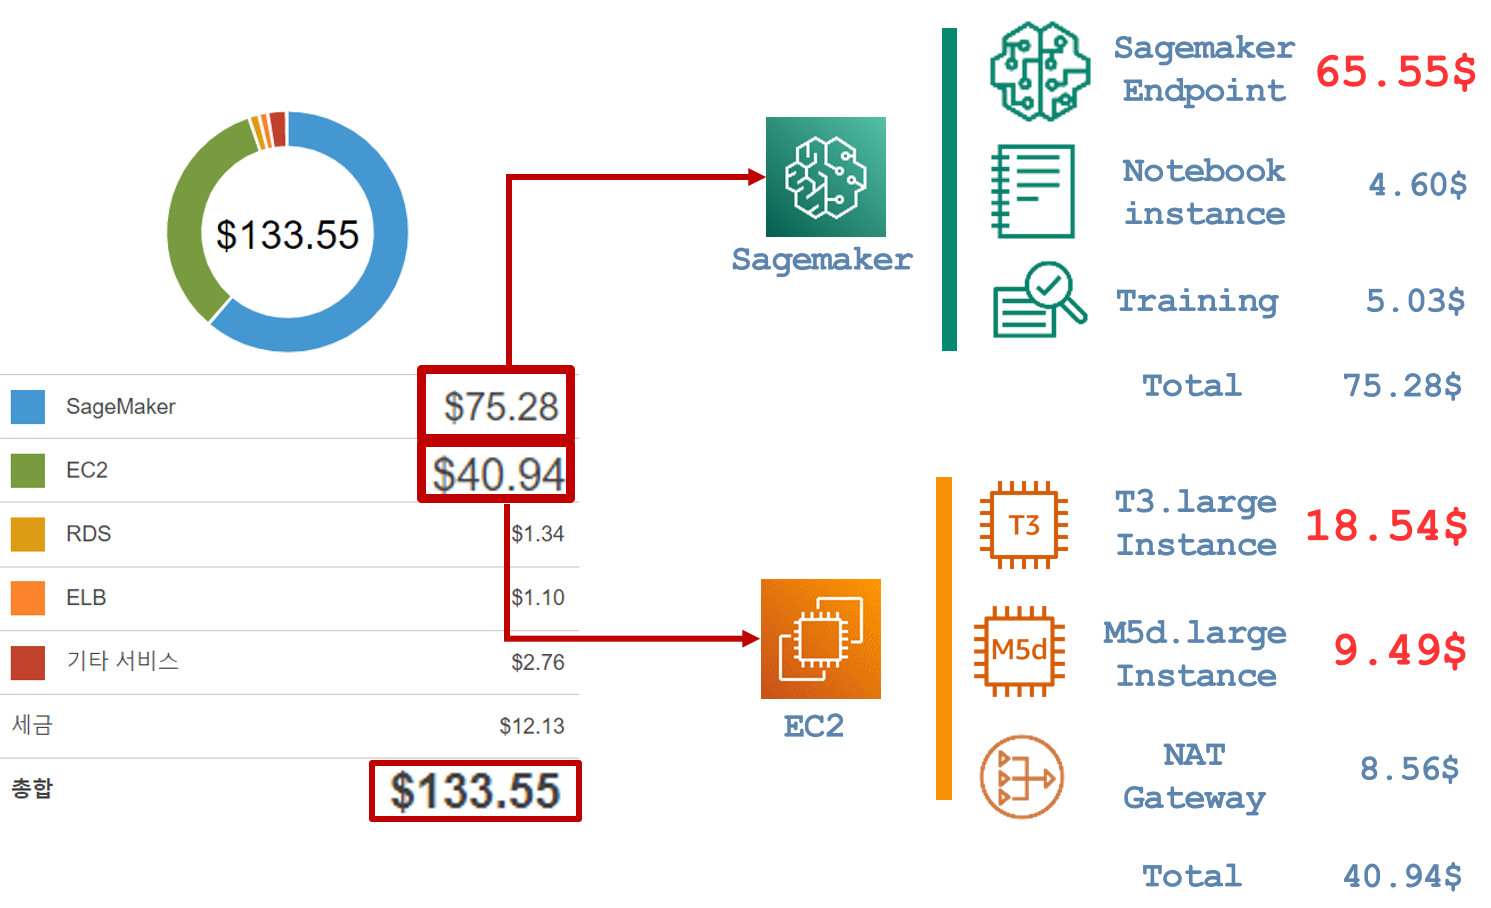 $133.55
SageMaker $75.28
EC2 $40.94
RDS $1.34
ELB $1.10
기타 서비스 $2.76
세금 $12.13
총합 $133.55
Sagemaker
Sagemaker
Endpoint
65.55$
Notebook
instance
4.60$
Training 5.03$
Total 75.28$
EC2
T3
T3.large
Instance
18.54$
M5d
M5d.large
Instance
9.49$
NAT
Gateway
8.56$
Total 40.94$